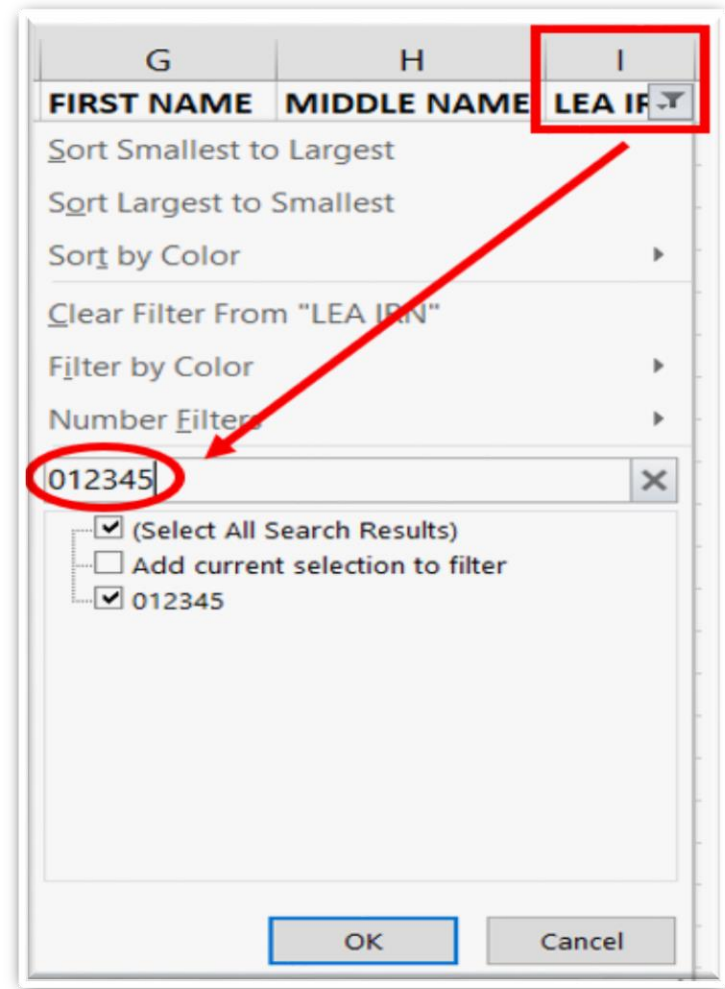 G H I
FIRST NAME MIDDLE NAME LEA IR
Sort Smallest to Largest
Sort Largest to Smallest
Sort by Color
Clear Filter From "LEA IRN"
Filter by Color
Number Filters
012345
(Select All Search Results)
Add current selection to filter
012345
OK Cancel